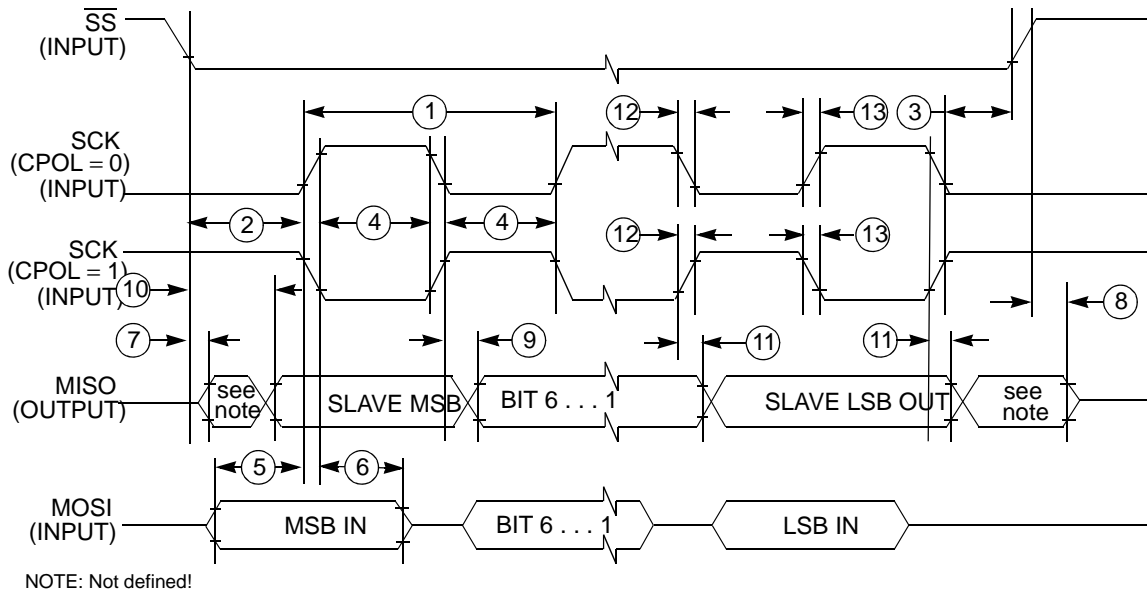 SS
(INPUT)
1
12
13
3
SCK
(CPOL = 0)
(INPUT)
2
4
4
12
13
SCK
(CPOL = 1)
(INPUT)
10
8
7
9
11
11
MISO
(OUTPUT)
see
note
SLAVE MSB
BIT 6 . . . 1
SLAVE LSB OUT
see
note
5
6
MOSI
(INPUT)
MSB IN
BIT 6 . . . 1
LSB IN
NOTE: Not defined!